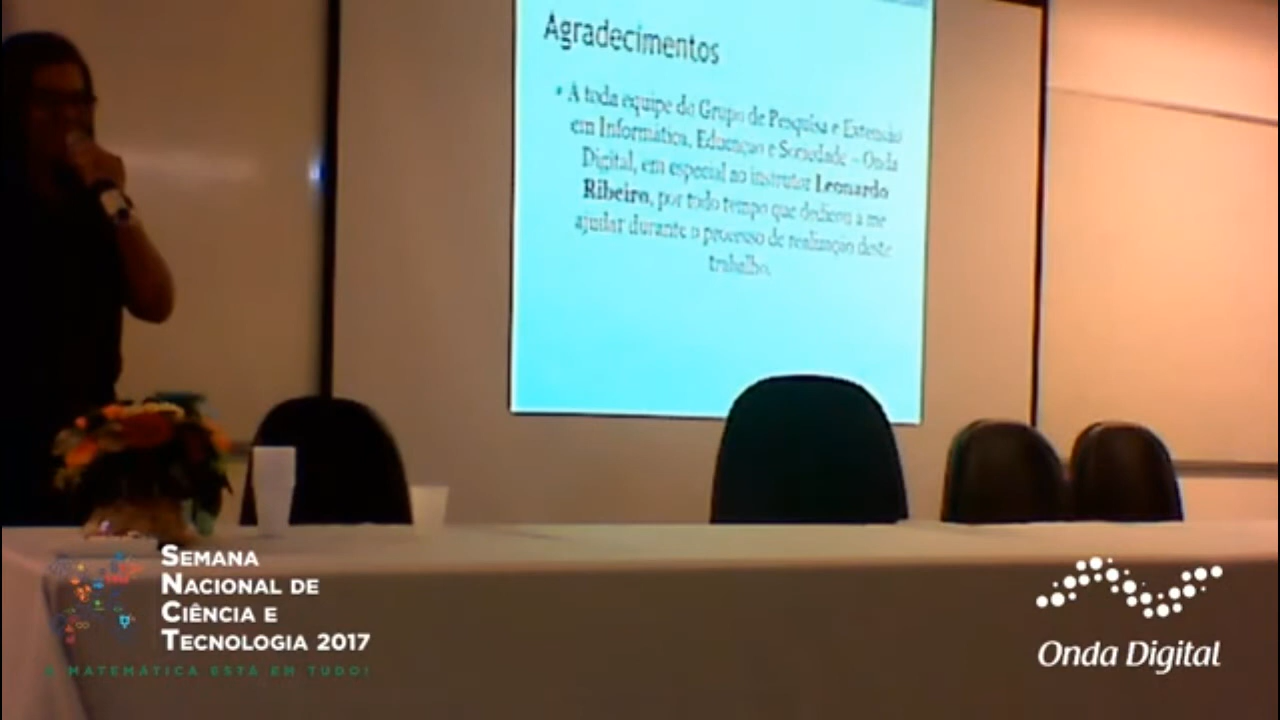 Agradecimentos
• A toda equipe do Grupo de Pesquisa e Extensão
em Informática, Educação e Sociedade – Onda
Digital, em especial ao instrutor Leonardo
Ribeiro, por todo tempo que dedicou a me
ajudar durante o processo de realização deste
trabalho.
SEMANA
NACIONAL DE
CIÊNCIA E
TECNOLOGIA 2017
A MATEMÁTICA ESTÁ EM TUDO!
Onda Digital